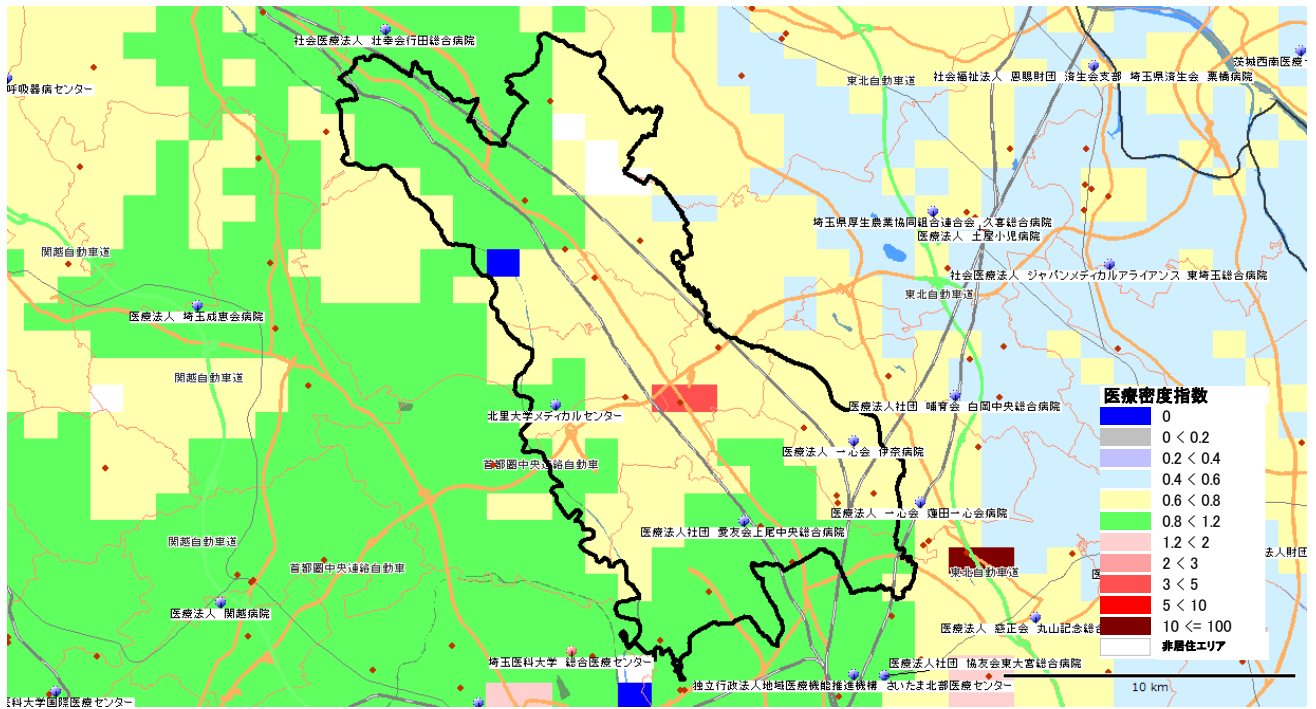 社会医療法人 壮幸会行田総合病院
東北自動車道
社会福祉法人 恩賜財団 済生会支部 埼玉県済生会 栗橋病院
茨城西南医療
呼吸器病センター
埼玉県厚生農業協同組合連合会 久喜総合病院
医療法人 土屋小児病院
関越自動車道
社会医療法人 ジャパンメディカルアライアンス 東埼玉総合病院
東北自動車道
医療法人 埼玉成恵会病院
関越自動車道
北里大学メディカルセンター
医療法人社団 哺育会 白岡中央総合病院
医療法人 一心会 伊奈病院
首都圏中央連絡自動車
医療法人 一心会 蓮田一心会病院
医療法人社団 愛友会上尾中央総合病院
関越自動車道
首都圏中央連絡自動車
東北自動車道
法人財団
医療法人 関越病院
医療法人 慈正会 丸山記念総合
埼玉医科大学 総合医療センター
医療法人社団 協友会東大宮総合病院
独立行政法人地域医療機能推進機構 さいたま北部医療センター
医科大学国際医療センター
医療密度指数
0
0 < 0.2
0.2 < 0.4
0.4 < 0.6
0.6 < 0.8
0.8 < 1.2
1.2 < 2
2 < 3
3 < 5
5 < 10
10 <= 100
非居住エリア
10 km